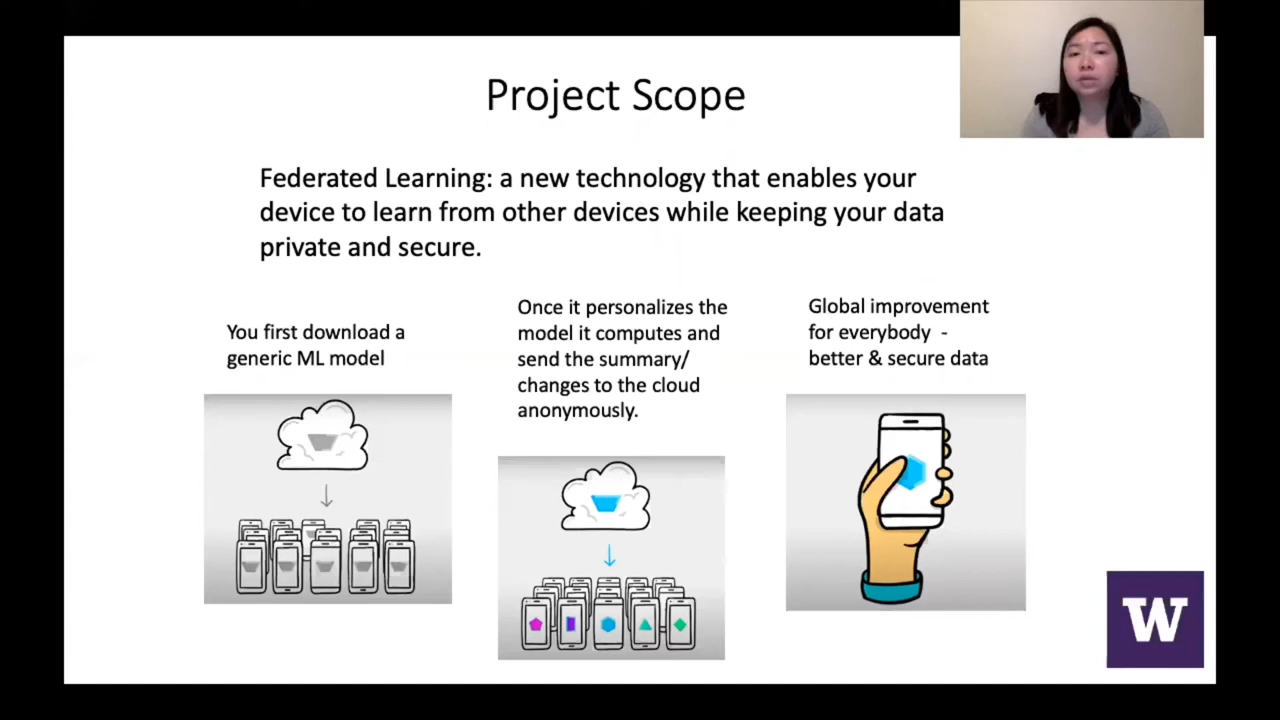 Project Scope
Federated Learning: a new technology that enables your
device to learn from other devices while keeping your data
private and secure.
You first download a
generic ML model
Once it personalizes the
model it computes and
send the summary/
changes to the cloud
anonymously.
Global improvement
for everybody  -
better & secure data
W